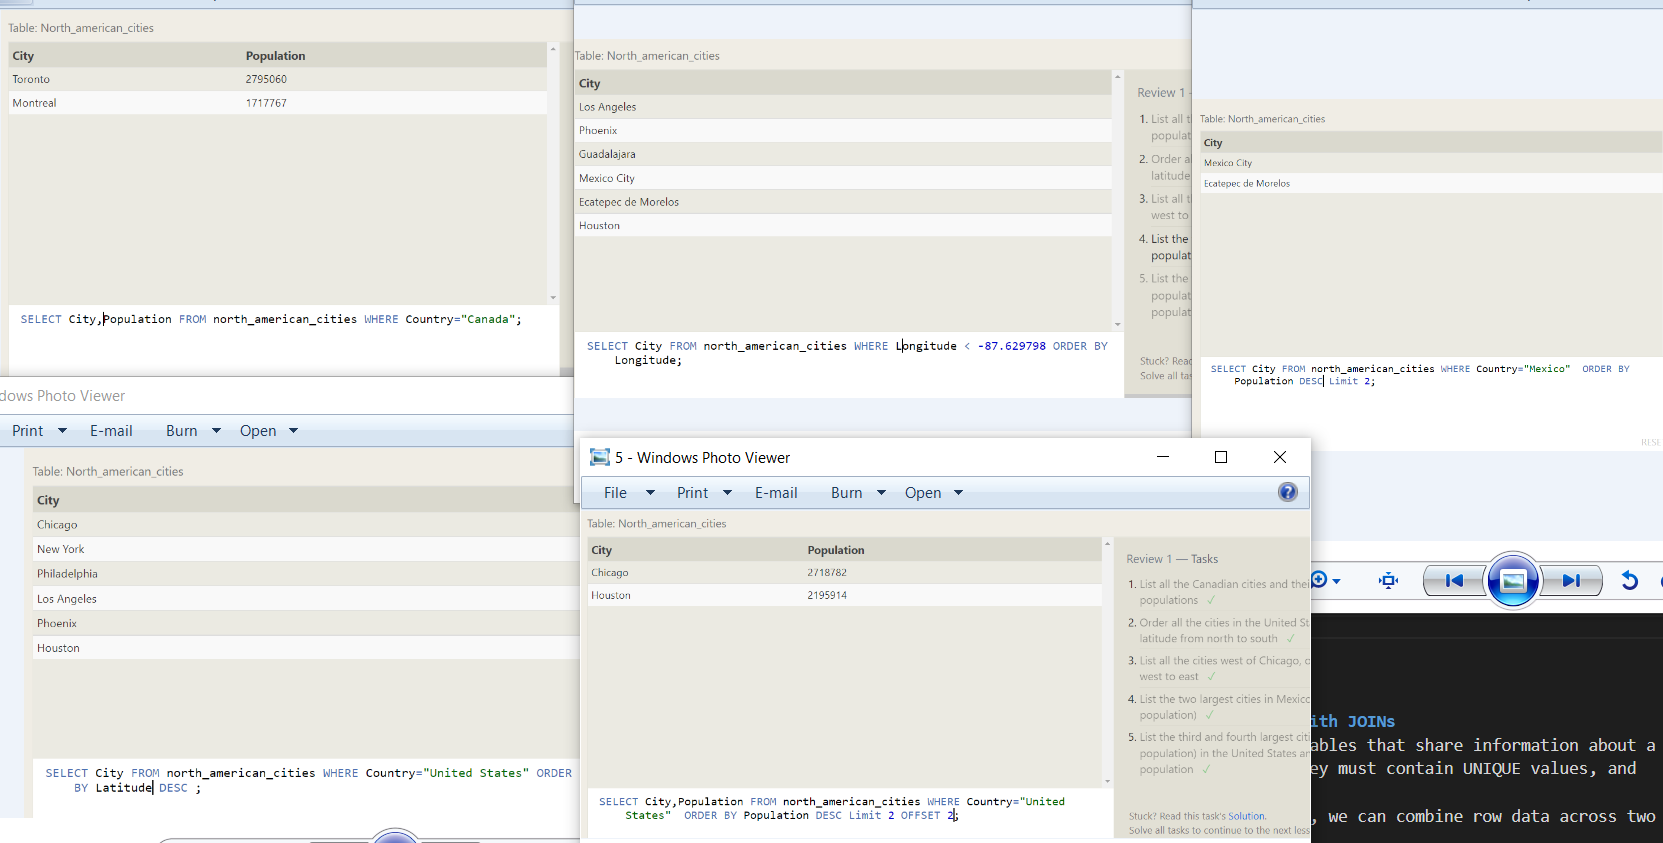 Table: North_american_cities
City Population
Toronto 2795060
Montreal 1717767
SELECT City,Population FROM north_american_cities WHERE Country="Canada";
Table: North_american_cities
City
Los Angeles
Phoenix
Guadalajara
Mexico City
Ecatepec de Morelos
Houston
SELECT City FROM north_american_cities WHERE Longitude < -87.629798 ORDER BY
Longitude;
Review 1 -
1. List all t
populat
2. Order al
latitude
3. List all t
west to
4. List the
populat
5. List the
populat
populat
Stuck? Read
Solve all tas
Table: North_american_cities
City
Mexico City
Ecatepec de Morelos
SELECT City FROM north_american_cities WHERE Country="Mexico" ORDER BY
Population DESC Limit 2;
RESE
dows Photo Viewer
Print E-mail Burn Open
Table: North_american_cities
City
Chicago
New York
Philadelphia
Los Angeles
Phoenix
Houston
SELECT City FROM north_american_cities WHERE Country="United States" ORDER
BY Latitude DESC ;
5 - Windows Photo Viewer
File Print E-mail Burn Open
Table: North_american_cities
City Population
Chicago 2718782
Houston 2195914
SELECT City,Population FROM north_american_cities WHERE Country="United
States" ORDER BY Population DESC Limit 2 OFFSET 2;
Review 1 — Tasks
1. List all the Canadian cities and thei
populations ✓
2. Order all the cities in the United St
latitude from north to south ✓
3. List all the cities west of Chicago, o
west to east ✓
4. List the two largest cities in Mexico
population) ✓
5. List the third and fourth largest citi
population) in the United States an
population ✓
Stuck? Read this task's Solution.
Solve all tasks to continue to the next less
ith JOINs
ables that share information about a
ey must contain UNIQUE values, and
, we can combine row data across two